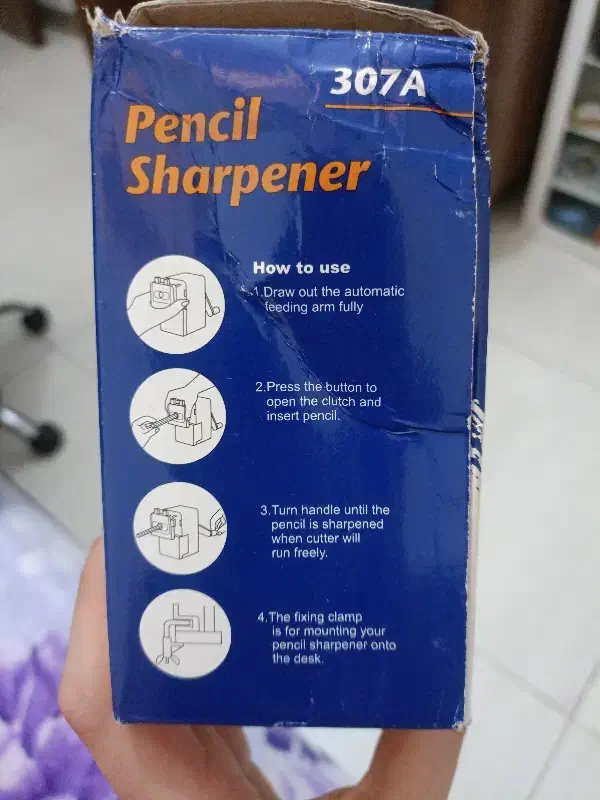 307A
Pencil
Sharpener
How to use
1.Draw out the automatic
feeding arm fully
2.Press the button to
open the clutch and
insert pencil.
3.Turn handle until the
pencil is sharpened
when cutter will
run freely.
4.The fixing clamp
is for mounting your
pencil sharpener onto
the desk.